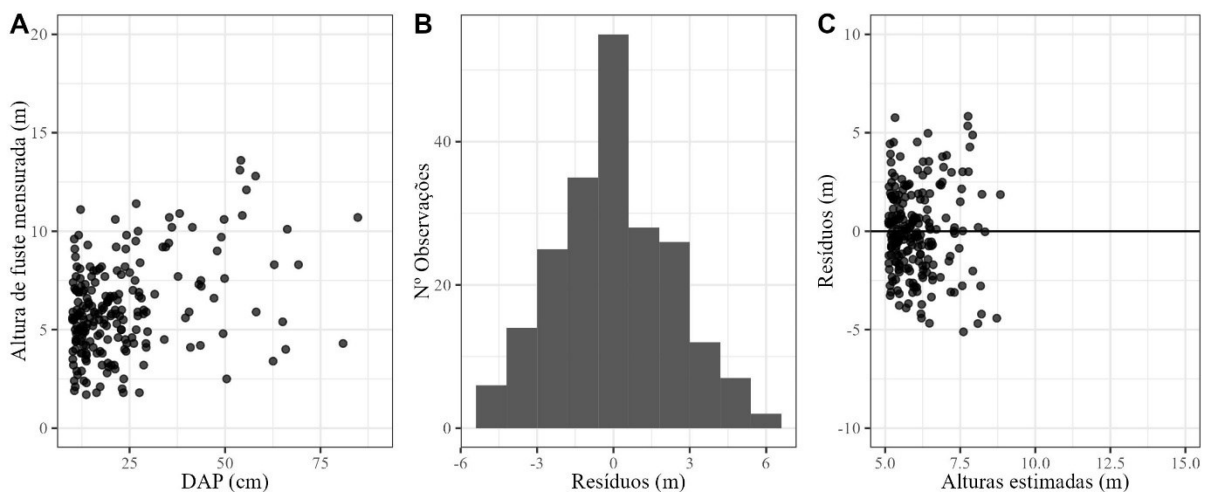 A
20
15
10
5
0
Altura de fuste mensurada (m)
25
50
75
DAP (cm)
B
40
20
0
Nº Observações
-6
-3
0
3
6
Resíduos (m)
C
10
5
0
-5
-10
Resíduos (m)
5.0
7.5
10.0
12.5
15.0
Alturas estimadas (m)